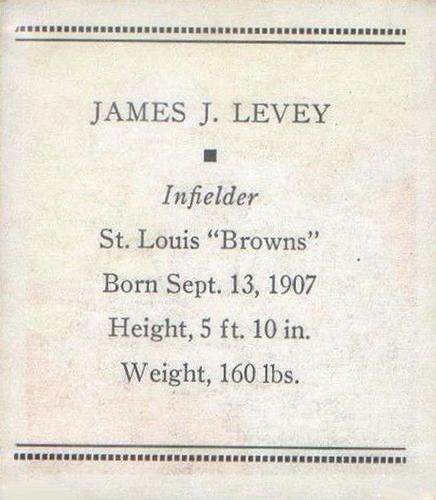 JAMES J. LEVEY
Infielder
St. Louis “Browns”
Born Sept. 13, 1907
Height, 5 ft. 10 in.
Weight, 160 lbs.